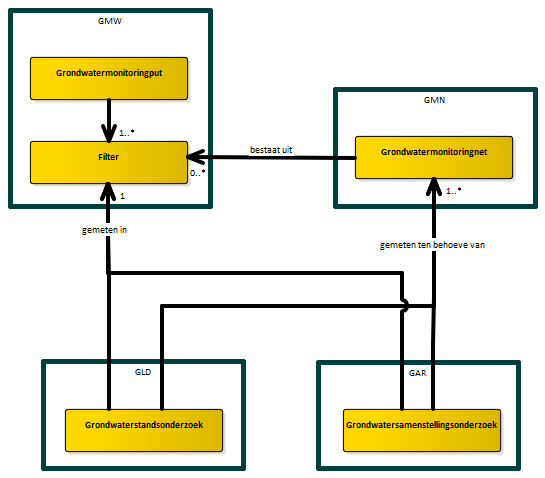 GMW
Grondwatermonitoringput
1..*
Filter
0..*
1
bestaat uit
GMN
Grondwatermonitoringnet
1..*
gemeten in
gemeten ten behoeve van
GLD
Grondwaterstandsonderzoek
GAR
Grondwatersamenstellingsonderzoek